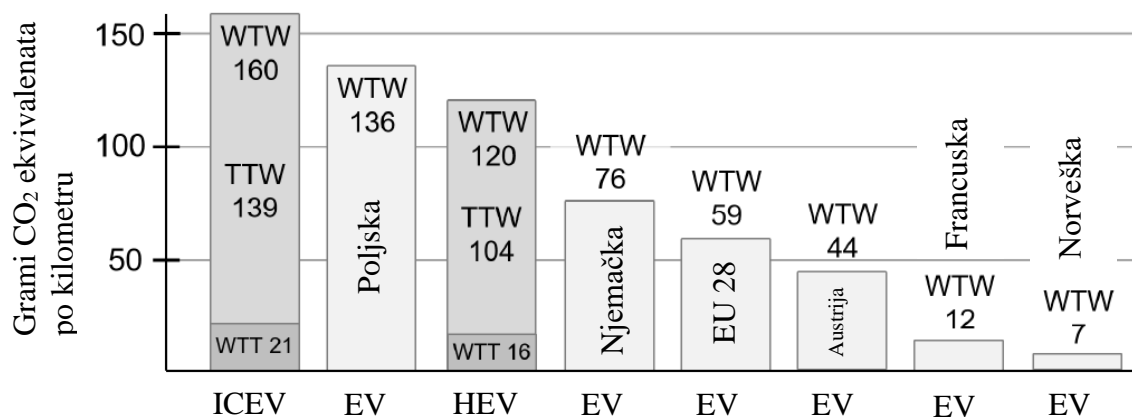 Grami CO₂ ekvivalenata
po kilometru
150
100
50
WTW
160
TTW
139
WTT 21
ICEV
WTW
136
Poljska
EV
WTW
120
TTW
104
WTT 16
HEV
WTW
76
Njemačka
EV
WTW
59
EU 28
EV
WTW
44
Austrija
EV
Francuska
WTW
12
EV
Norveška
WTW
7
EV